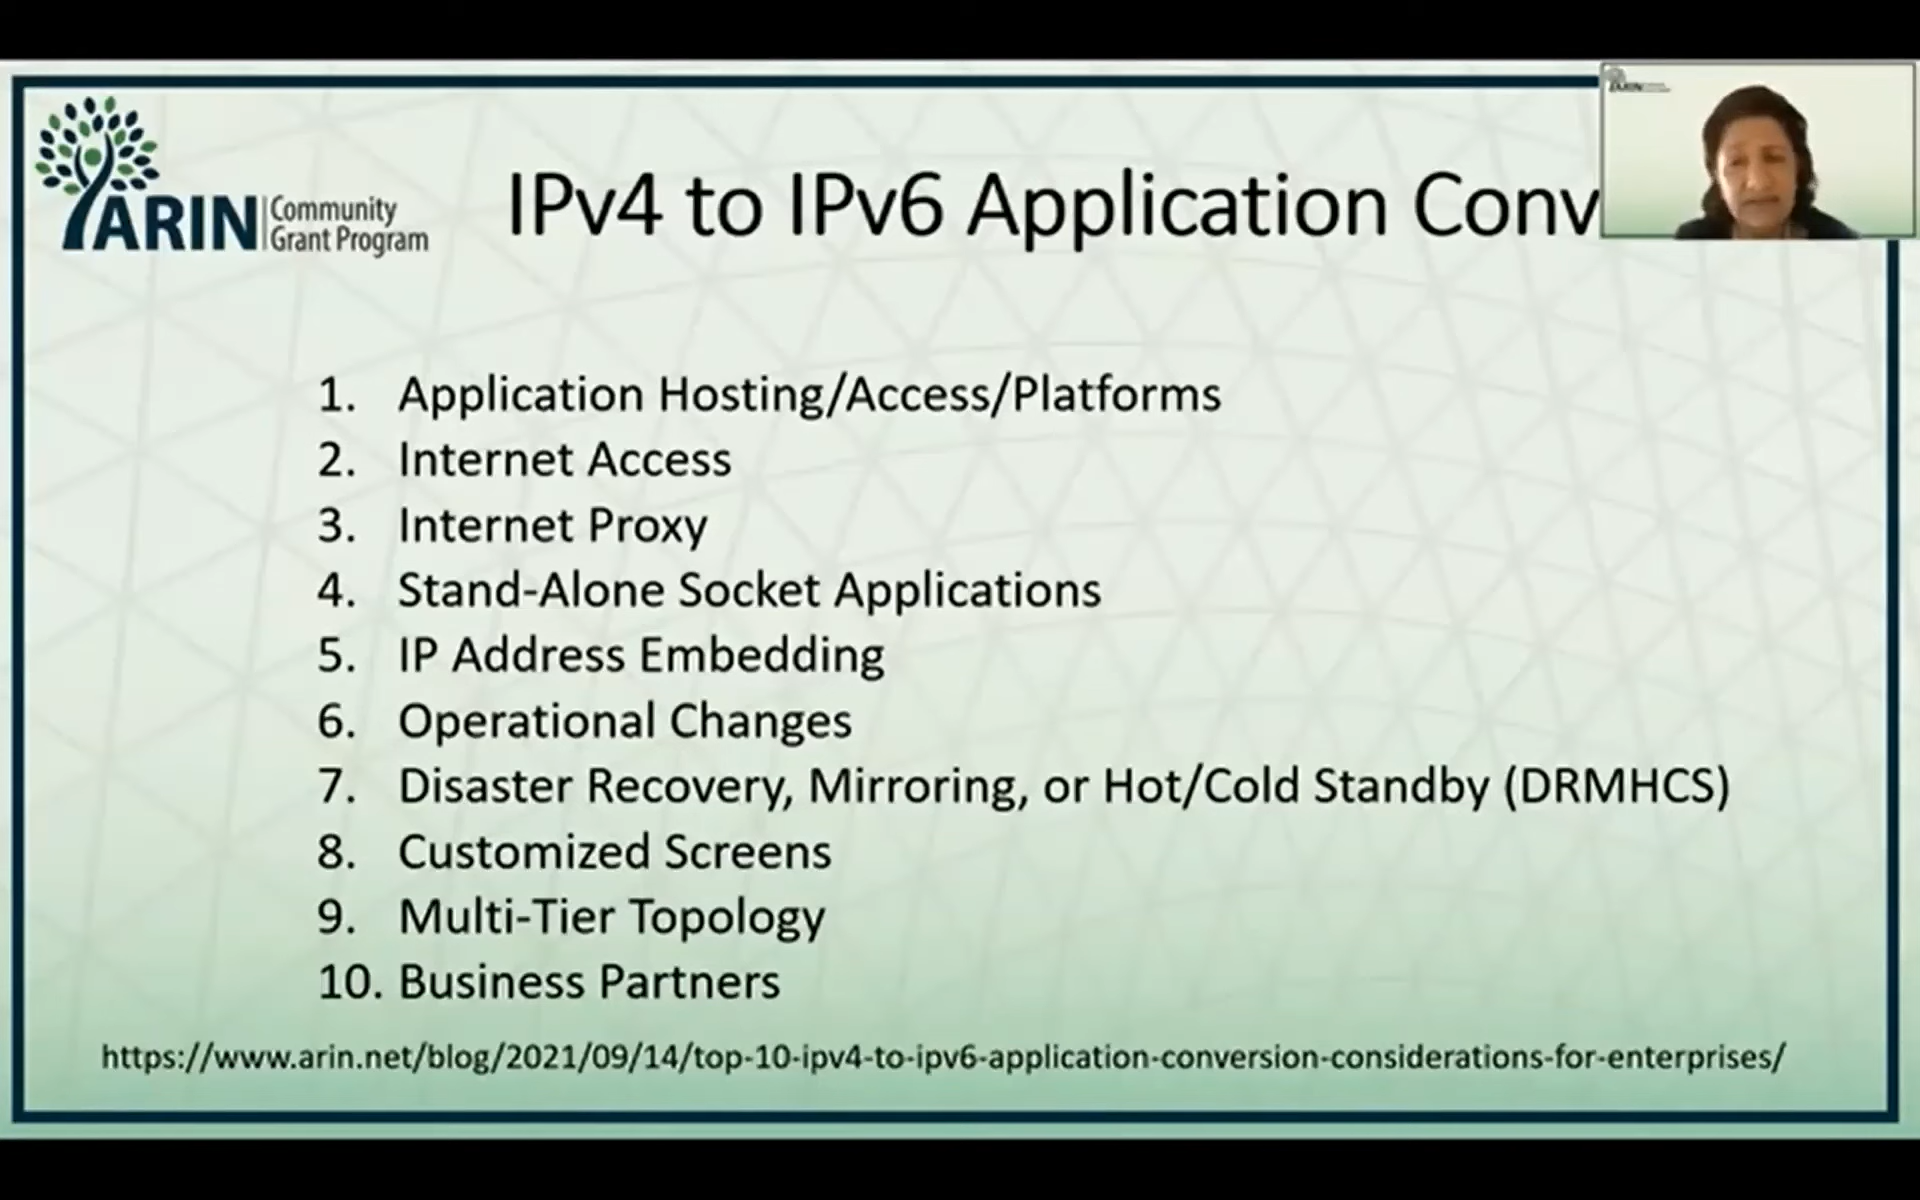 ARIN
Community
Grant Program
IPv4 to IPv6 Application Conv
1. Application Hosting/Access/Platforms
2. Internet Access
3. Internet Proxy
4. Stand-Alone Socket Applications
5. IP Address Embedding
6. Operational Changes
7. Disaster Recovery, Mirroring, or Hot/Cold Standby (DRMHCS)
8. Customized Screens
9. Multi-Tier Topology
10. Business Partners
https://www.arin.net/blog/2021/09/14/top-10-ipv4-to-ipv6-application-conversion-considerations-for-enterprises/
ARIN